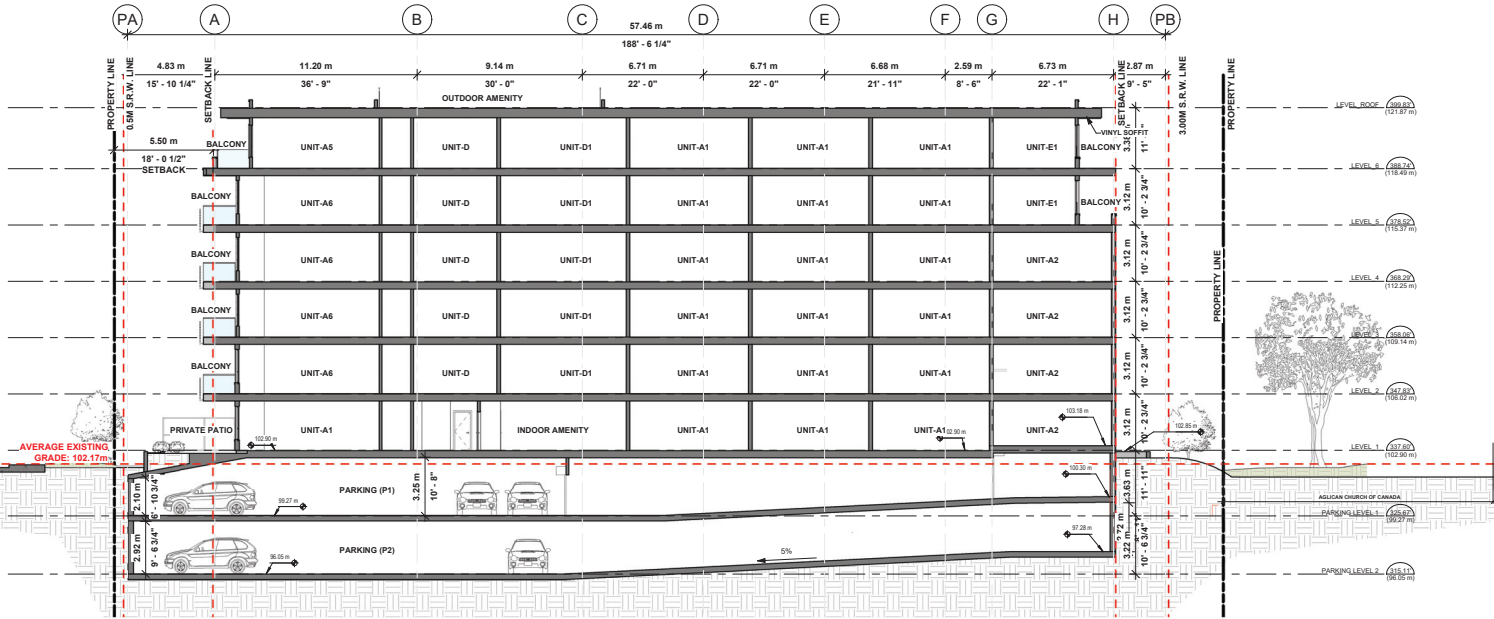 PA
A
B
C
D
E
F
G
H
PB
57.46 m
188' - 6 1/4"
4.83 m
15' - 10 1/4"
11.20 m
36' - 9"
9.14 m
30' - 0"
6.71 m
22' - 0"
6.71 m
22' - 0"
6.68 m
21' - 11"
2.59 m
8' - 6"
6.73 m
22' - 1"
2.87 m
9' - 5"
PROPERTY LINE
0.5M S.R.W. LINE
SETBACK LINE
SETBACK LINE
3.00M S.R.W. LINE
PROPERTY LINE
PROPERTY LINE
OUTDOOR AMENITY
VINYL SOFFIT
5.50 m
18' - 0 1/2"
SETBACK
BALCONY
UNIT-A5
UNIT-D
UNIT-D1
UNIT-A1
UNIT-A1
UNIT-A1
UNIT-E1
BALCONY
11"
BALCONY
UNIT-A6
UNIT-D
UNIT-D1
UNIT-A1
UNIT-A1
UNIT-A1
UNIT-E1
BALCONY
3.12 m
10' - 2 3/4"
BALCONY
UNIT-A6
UNIT-D
UNIT-D1
UNIT-A1
UNIT-A1
UNIT-A1
UNIT-A2
3.12 m
10' - 2 3/4"
BALCONY
UNIT-A6
UNIT-D
UNIT-D1
UNIT-A1
UNIT-A1
UNIT-A1
UNIT-A2
3.12 m
10' - 2 3/4"
BALCONY
UNIT-A6
UNIT-D
UNIT-D1
UNIT-A1
UNIT-A1
UNIT-A1
UNIT-A2
3.12 m
10' - 2 3/4"
PRIVATE PATIO
UNIT-A1
INDOOR AMENITY
UNIT-A1
UNIT-A1
UNIT-A1
UNIT-A2
3.12 m
10' - 2 3/4"
102.90 m
102.90 m
103.18 m
102.85 m
AVERAGE EXISTING
GRADE: 102.17m
2.10 m
6' - 10 3/4"
PARKING (P1)
3.25 m
10' - 8"
99.27 m
100.30 m
3.63 m
11' - 11"
2.92 m
9' - 6 3/4"
PARKING (P2)
96.05 m
5%
97.28 m
3.22 m
10' - 6 3/4"
LEVEL_ROOF
399.83'
(121.87 m)
LEVEL_6
388.74'
(118.49 m)
LEVEL_5
378.52'
(115.37 m)
LEVEL_4
368.29'
(112.25 m)
LEVEL_3
358.06'
(109.14 m)
LEVEL_2
347.83'
(106.02 m)
LEVEL_1
337.60'
(102.90 m)
AGLICAN CHURCH OF CANADA
PARKING LEVEL 1
325.67'
(99.27 m)
PARKING LEVEL 2
315.11'
(96.05 m)